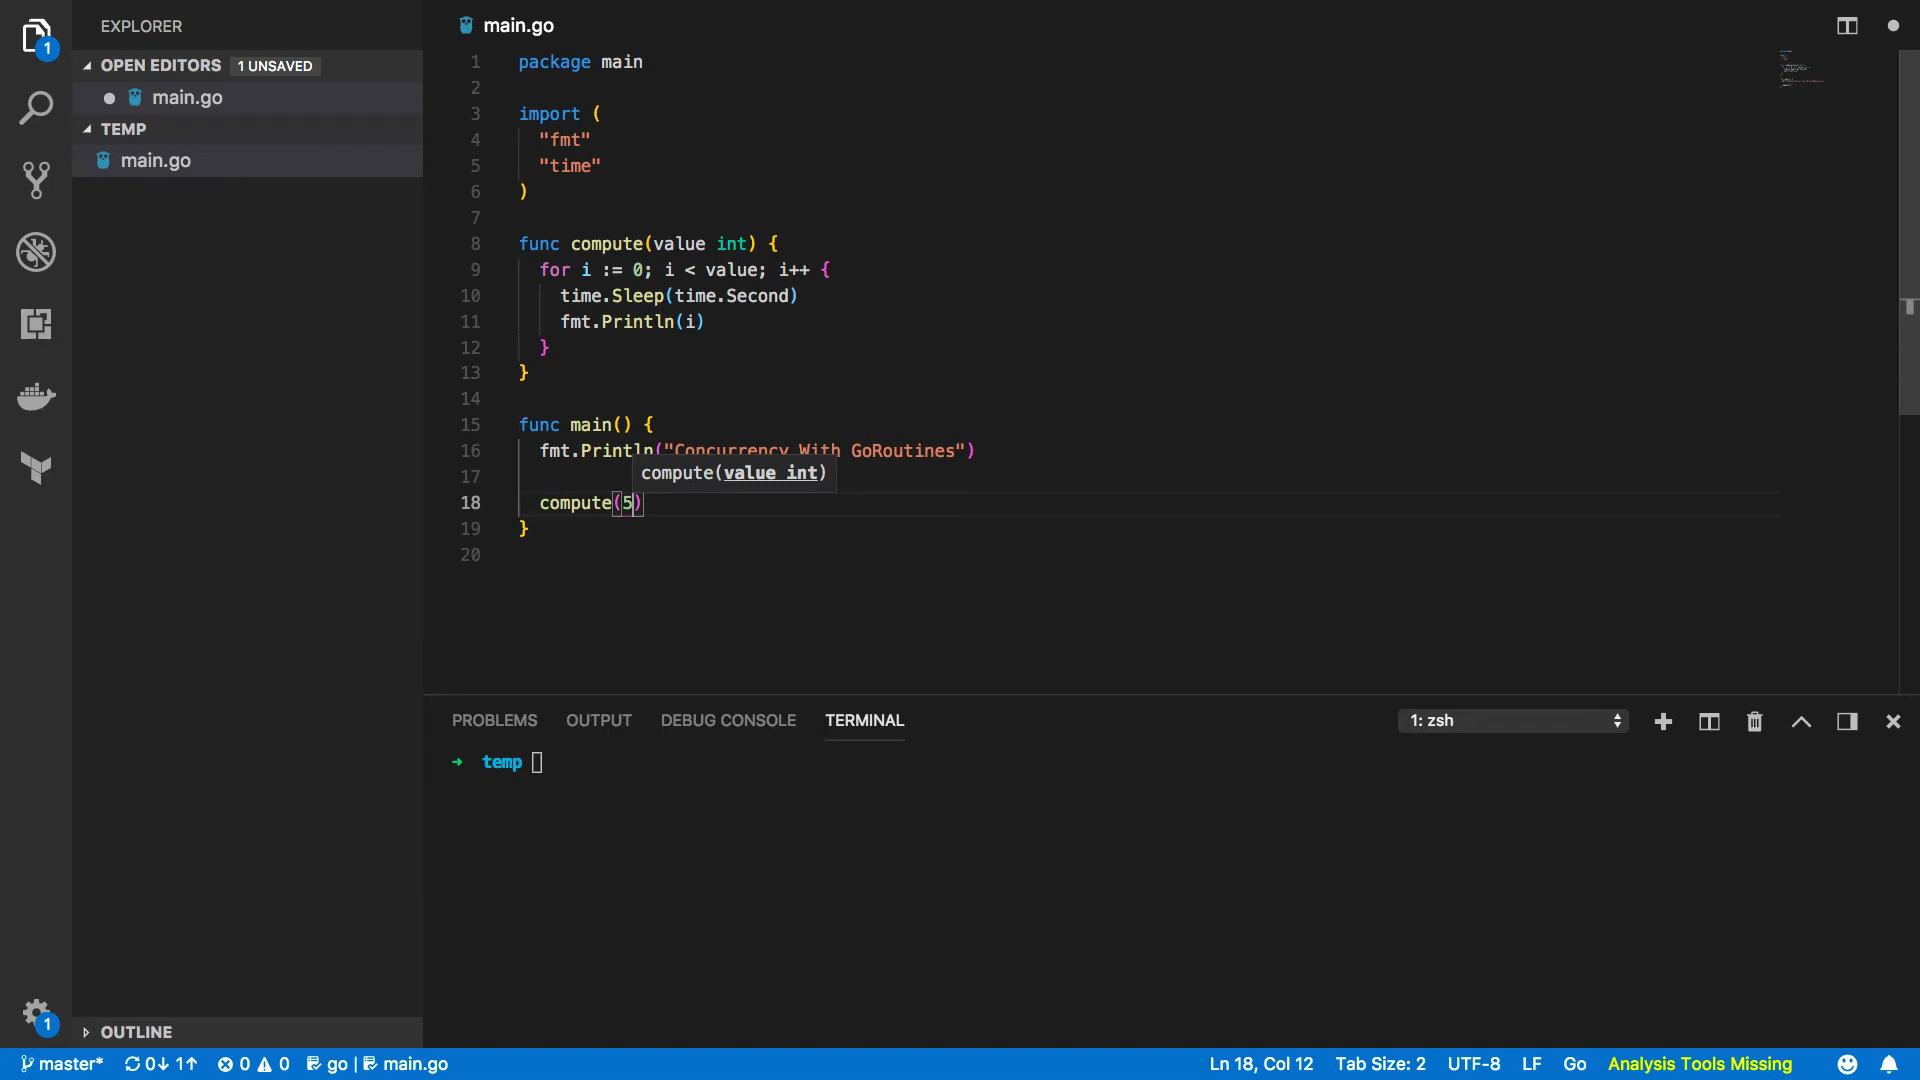 EXPLORER
OPEN EDITORS 1 UNSAVED
main.go
TEMP
main.go
OUTLINE
1
1
main.go
1 package main
2
3 import (
4 "fmt"
5 "time"
6 )
7
8 func compute(value int) {
9 for i := 0; i < value; i++ {
10 time.Sleep(time.Second)
11 fmt.Println(i)
12 }
13 }
14
15 func main() {
16 fmt.Println("Concurrency With GoRoutines")
17
compute(value int)
18 compute(5)
19 }
20
PROBLEMS OUTPUT DEBUG CONSOLE TERMINAL 1: zsh
➜ temp
master* 0↓ 1↑ 0 0 go | main.go Ln 18, Col 12 Tab Size: 2 UTF-8 LF Go Analysis Tools Missing